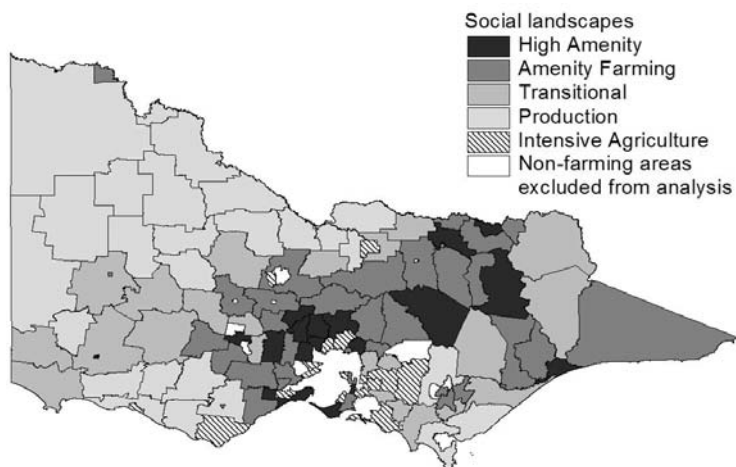 Social landscapes
High Amenity
Amenity Farming
Transitional
Production
Intensive Agriculture
Non-farming areas
excluded from analysis